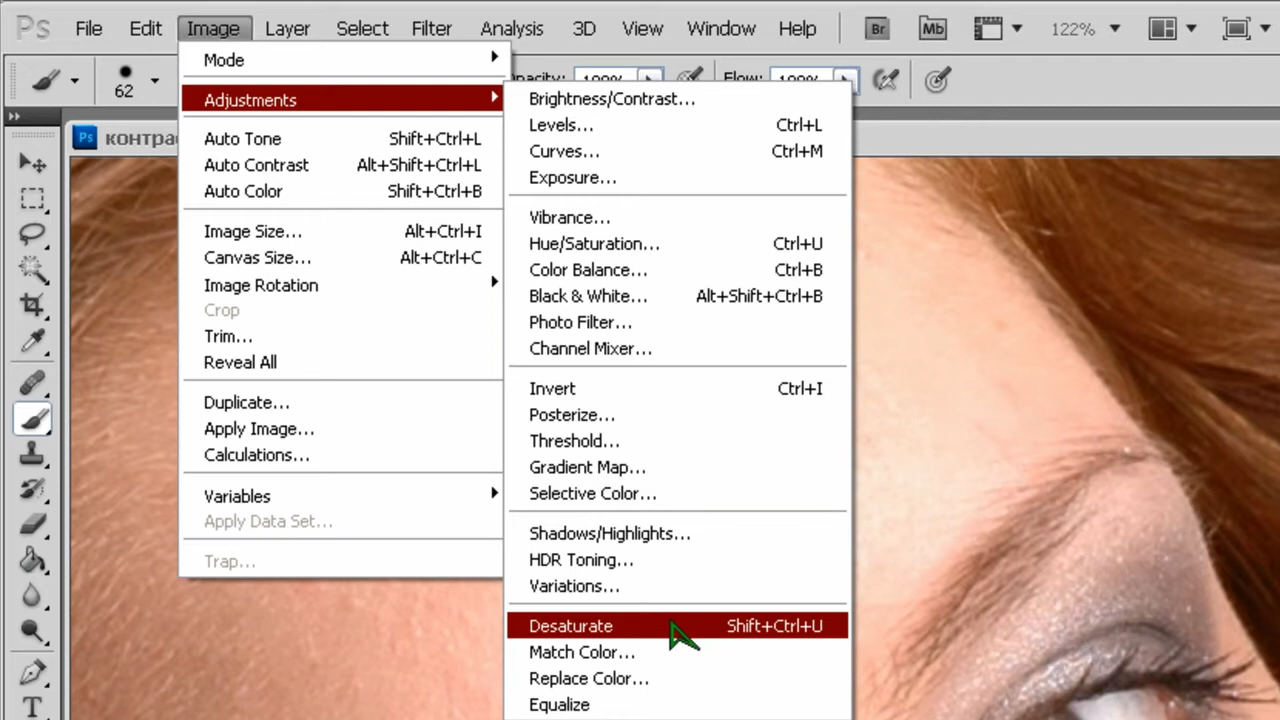 Ps File Edit Image Layer Select Filter Analysis 3D View Window Help Br Mb 122%
62 Opacity: 100% Flow: 100%
Ps контрас
Mode
Adjustments
Auto Tone Shift+Ctrl+L
Auto Contrast Alt+Shift+Ctrl+L
Auto Color Shift+Ctrl+B
Image Size... Alt+Ctrl+I
Canvas Size... Alt+Ctrl+C
Image Rotation
Crop
Trim...
Reveal All
Duplicate...
Apply Image...
Calculations...
Variables
Apply Data Set...
Trap...
Brightness/Contrast...
Levels... Ctrl+L
Curves... Ctrl+M
Exposure...
Vibrance...
Hue/Saturation... Ctrl+U
Color Balance... Ctrl+B
Black & White... Alt+Shift+Ctrl+B
Photo Filter...
Channel Mixer...
Invert Ctrl+I
Posterize...
Threshold...
Gradient Map...
Selective Color...
Shadows/Highlights...
HDR Toning...
Variations...
Desaturate Shift+Ctrl+U
Match Color...
Replace Color...
Equalize
T